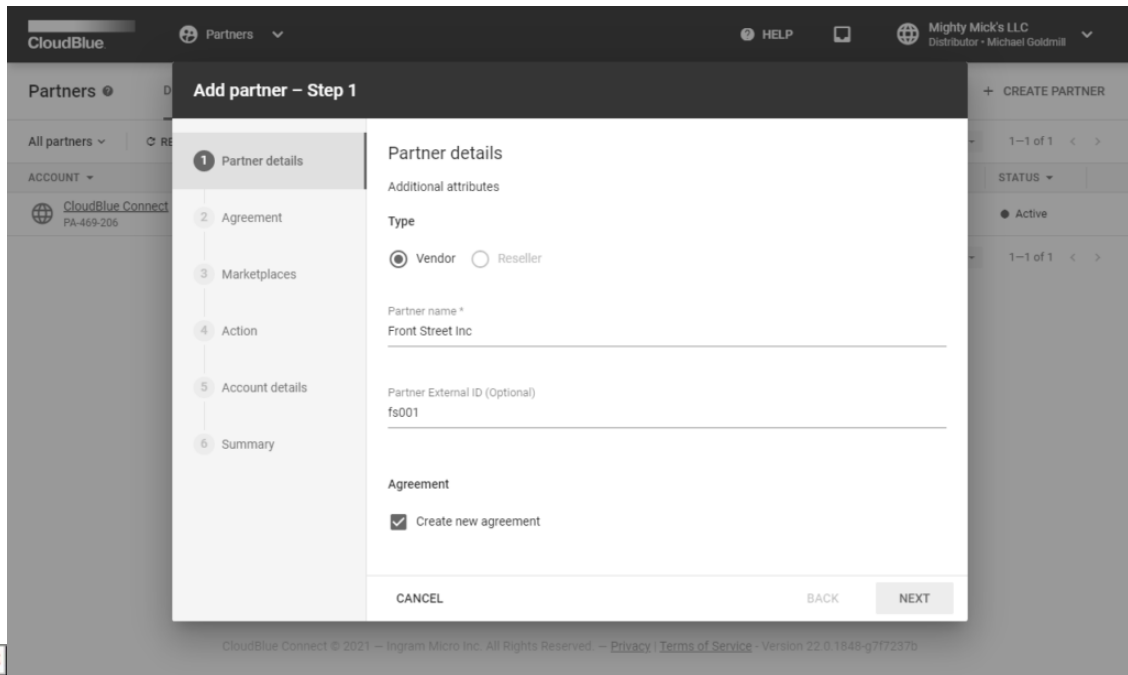 CloudBlue.
Partners
HELP
Mighty Mick's LLC
Distributor • Michael Goldmill
Partners
D
+ CREATE PARTNER
Add partner – Step 1
All partners
RE
1–1 of 1
ACCOUNT
STATUS
CloudBlue Connect
PA-469-206
Active
1–1 of 1
1 Partner details
2 Agreement
3 Marketplaces
4 Action
5 Account details
6 Summary
Partner details
Additional attributes
Type
Vendor Reseller
Partner name *
Front Street Inc
Partner External ID (Optional)
fs001
Agreement
Create new agreement
CANCEL BACK NEXT
CloudBlue Connect © 2021 — Ingram Micro Inc. All Rights Reserved. — Privacy | Terms of Service - Version 22.0.1848-g7f7237b